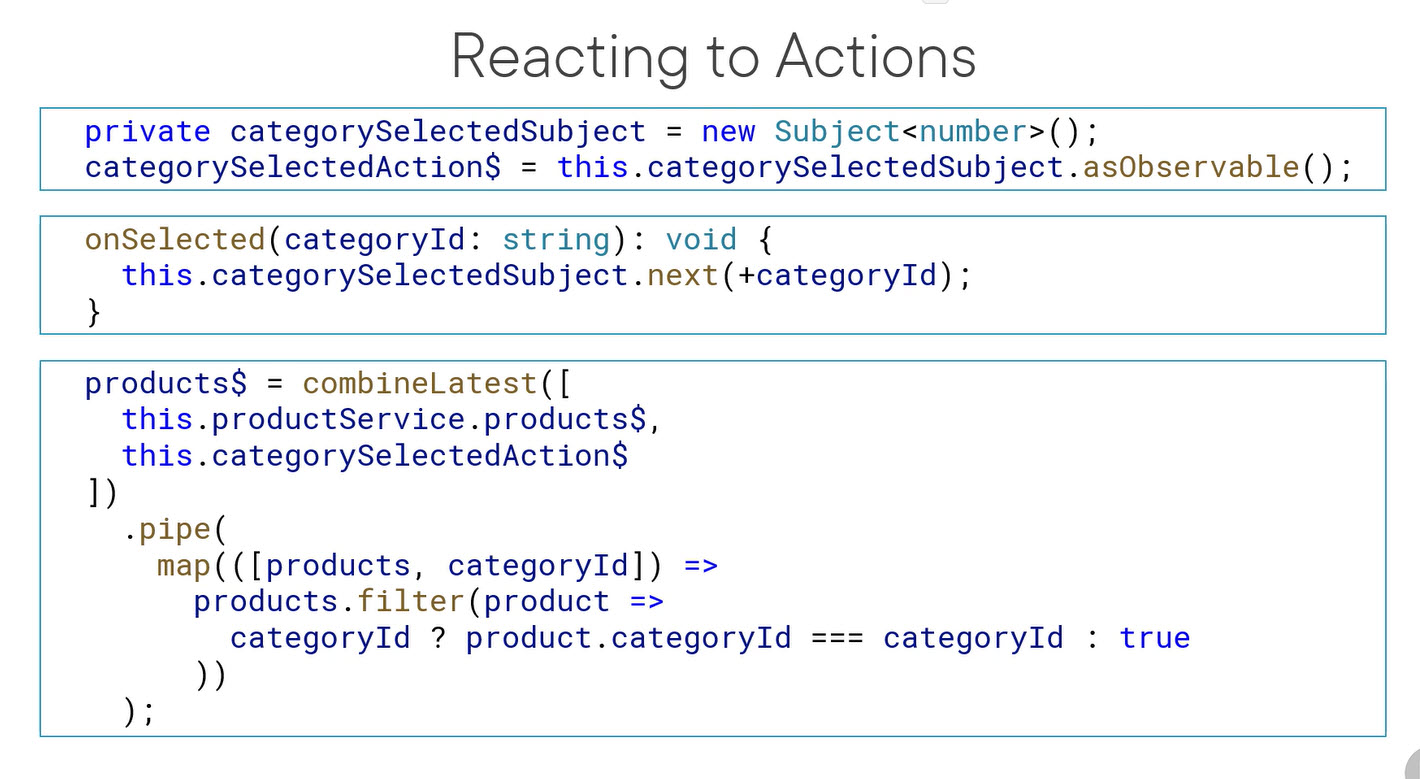 Reacting to Actions
private categorySelectedSubject = new Subject<number>();
categorySelectedAction$ = this.categorySelectedSubject.asObservable();
onSelected(categoryId: string): void {
  this.categorySelectedSubject.next(+categoryId);
}
products$ = combineLatest([
  this.productService.products$,
  this.categorySelectedAction$
])
  .pipe(
    map(([products, categoryId]) =>
      products.filter(product =>
        categoryId ? product.categoryId === categoryId : true
      ))
  );